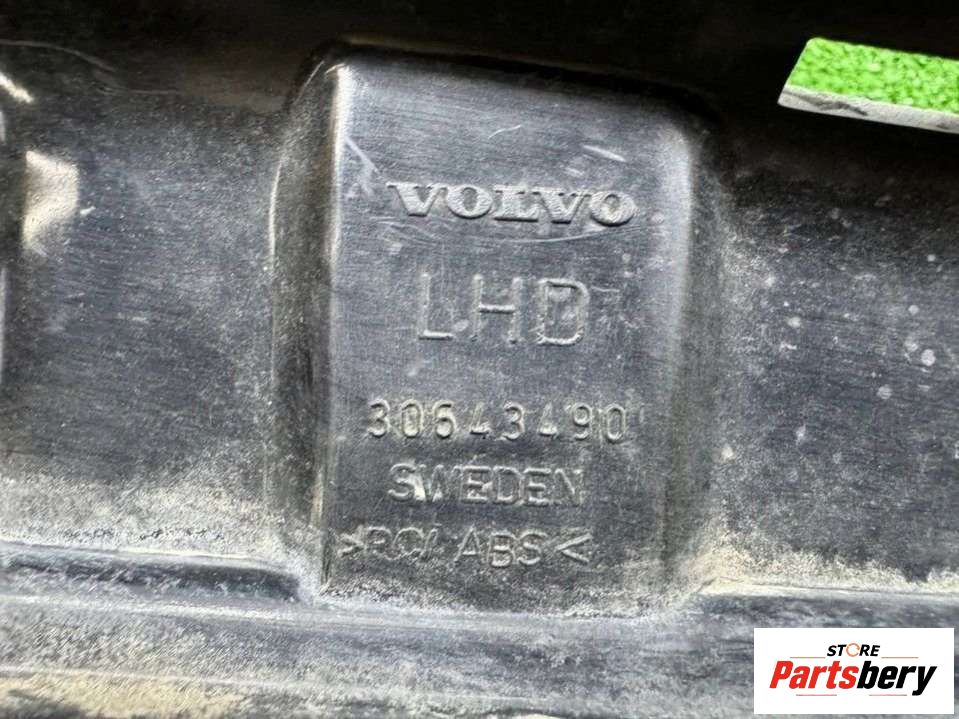 VOLVO
LHD
30643490
SWEDEN
>PC/ABS<
STORE
Partsbery